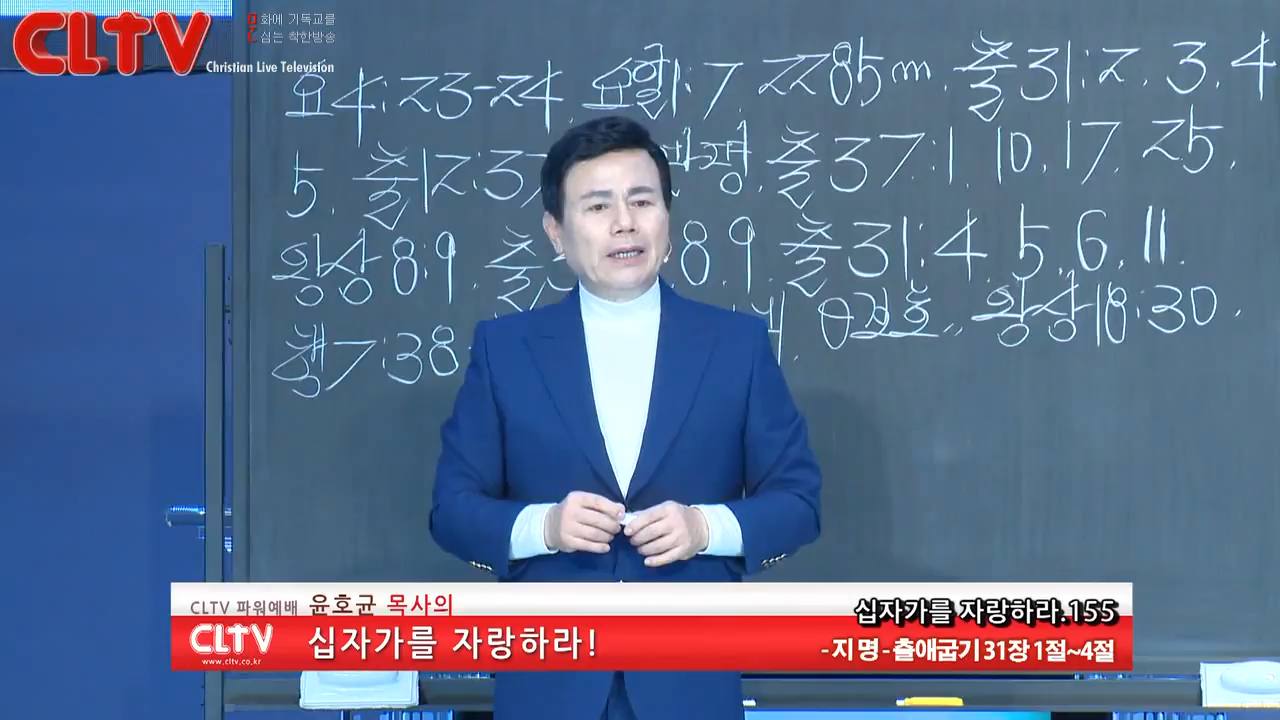 CLTV
문화에 기독교를
심는 착한방송
Christian Live Television
요4:23-24. 요일1:7. 2285m. 출31:2. 3. 4
5. 출12:37 출37:1. 10. 17. 25.
왕상8:9. 출 8.9. 출31:4. 5. 6. 11.
행7:38 왕상18:30.
CLTV 파워예배 윤호균 목사의
십자가를 자랑하라.155
CLTV
www.cltv.co.kr
십자가를 자랑하라!
-지명-출애굽기 31장 1절~4절